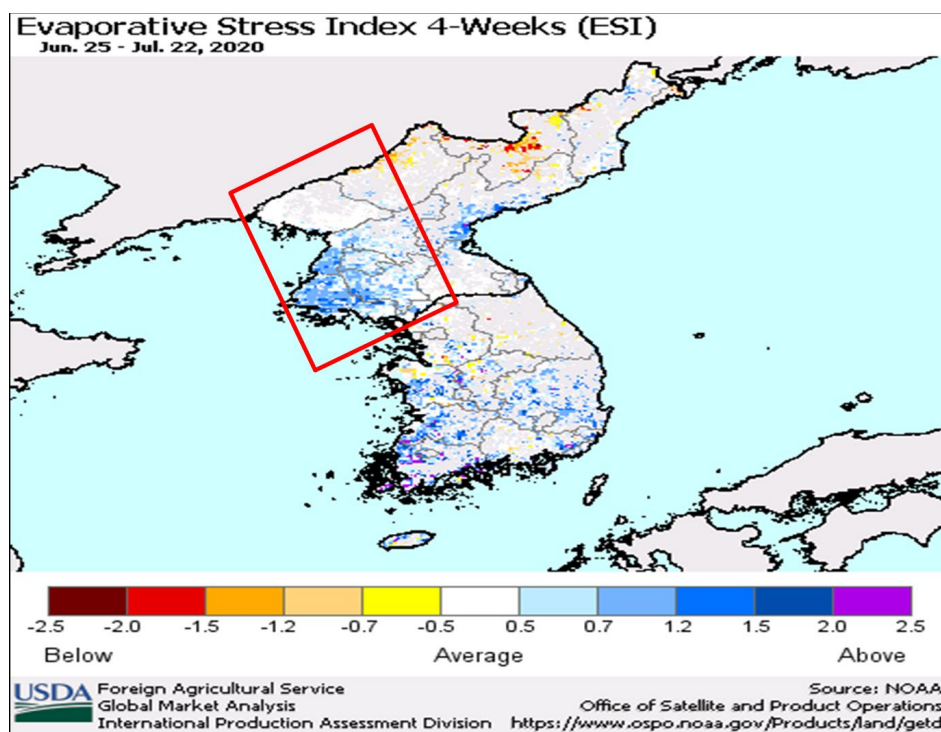 Evaporative Stress Index 4-Weeks (ESI)
Jun. 25 - Jul. 22, 2020
-2.5 -2.0 -1.5 -1.2 -0.7 -0.5 0.5 0.7 1.2 1.5 2.0 2.5
Below Average Above
USDA Foreign Agricultural Service Source: NOAA
Global Market Analysis Office of Satellite and Product Operations
International Production Assessment Division https://www.ospo.noaa.gov/Products/land/getd